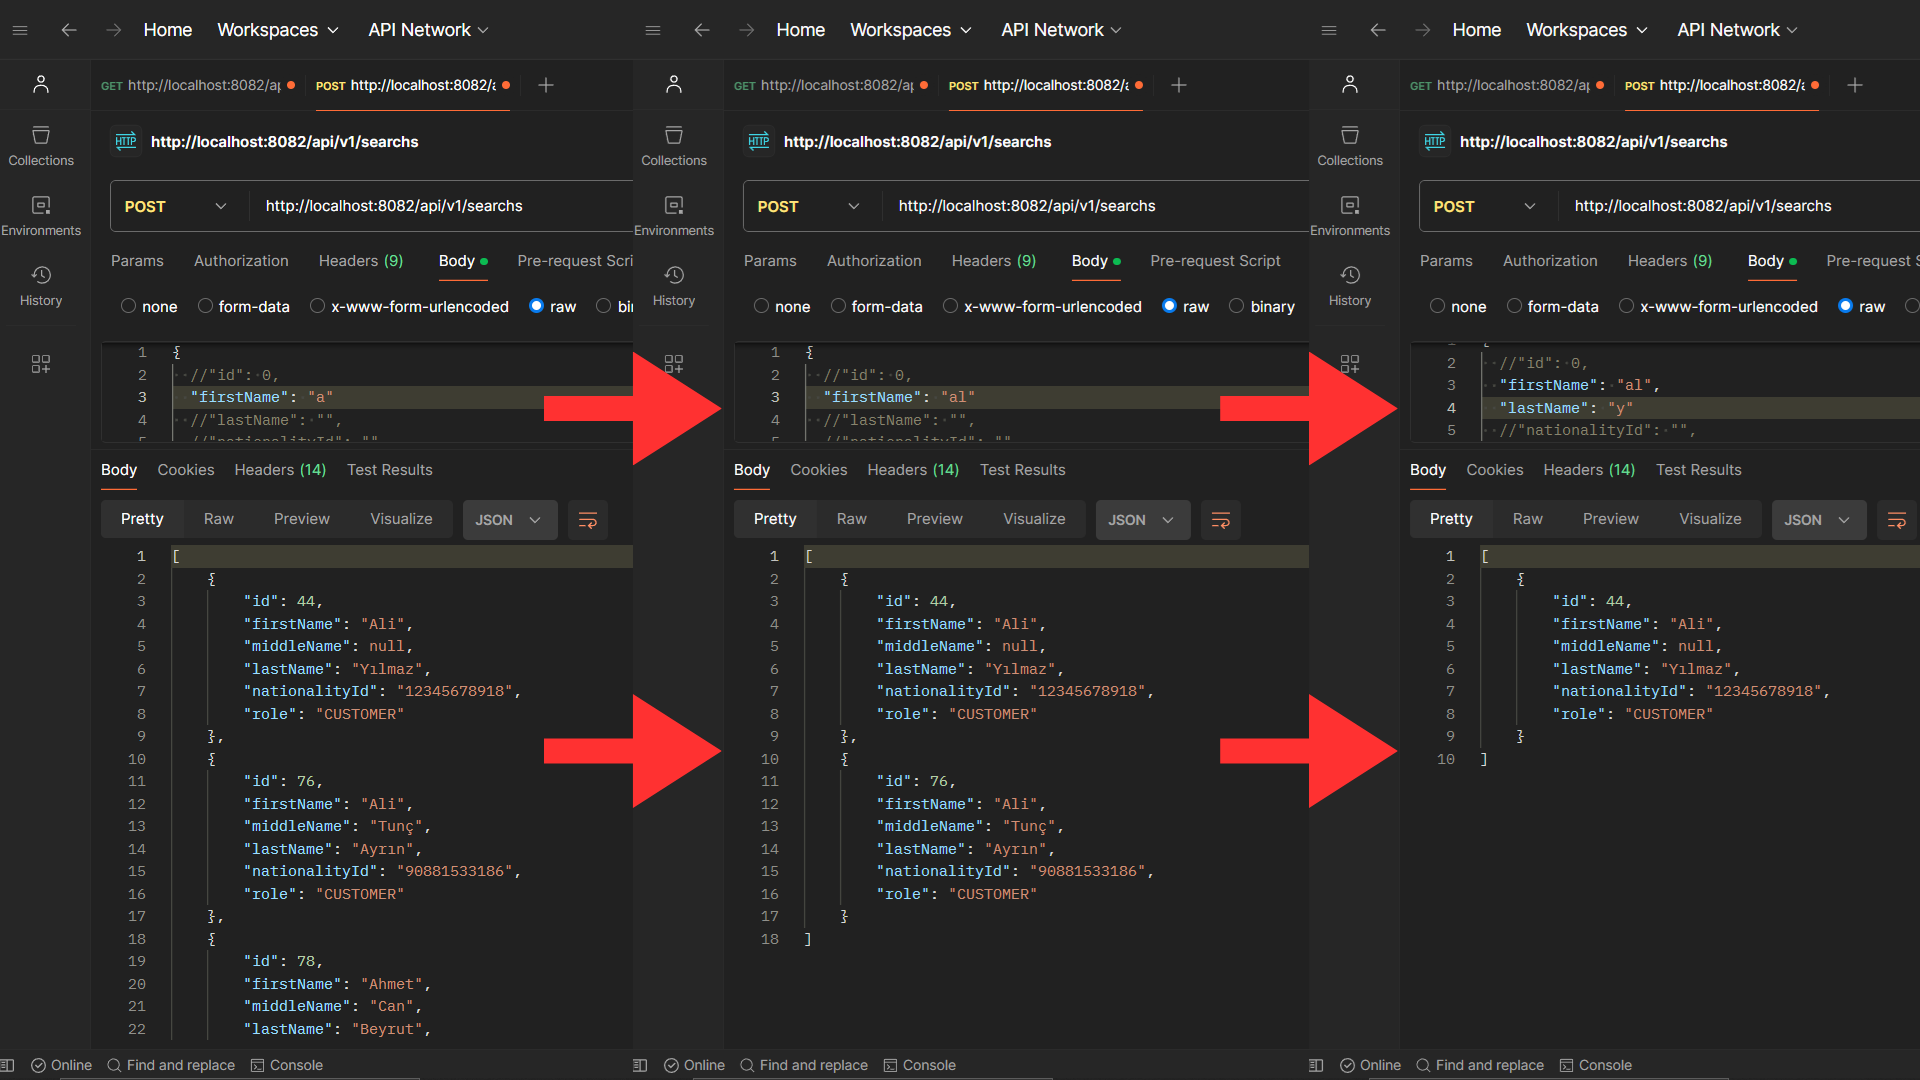 Home Workspaces API Network
GET http://localhost:8082/ap POST http://localhost:8082/a
http://localhost:8082/api/v1/searchs
Collections
POST http://localhost:8082/api/v1/searchs
Environments
Params Authorization Headers (9) Body Pre-request Scri
History
none form-data x-www-form-urlencoded raw bi
1 {
2 //"id": 0,
3 "firstName": "a"
4 //"lastName": "",
5 //"nationalityId": ""
Body Cookies Headers (14) Test Results
Pretty Raw Preview Visualize JSON
1 [
2 {
3 "id": 44,
4 "firstName": "Ali",
5 "middleName": null,
6 "lastName": "Yılmaz",
7 "nationalityId": "12345678918",
8 "role": "CUSTOMER"
9 },
10 {
11 "id": 76,
12 "firstName": "Ali",
13 "middleName": "Tunç",
14 "lastName": "Ayrın",
15 "nationalityId": "90881533186",
16 "role": "CUSTOMER"
17 },
18 {
19 "id": 78,
20 "firstName": "Ahmet",
21 "middleName": "Can",
22 "lastName": "Beyrut",
Online Find and replace Console
Home Workspaces API Network
GET http://localhost:8082/ap POST http://localhost:8082/a
http://localhost:8082/api/v1/searchs
Collections
POST http://localhost:8082/api/v1/searchs
Environments
Params Authorization Headers (9) Body Pre-request Script
History
none form-data x-www-form-urlencoded raw binary
1 {
2 //"id": 0,
3 "firstName": "al"
4 //"lastName": "",
5 //"nationalityId": ""
Body Cookies Headers (14) Test Results
Pretty Raw Preview Visualize JSON
1 [
2 {
3 "id": 44,
4 "firstName": "Ali",
5 "middleName": null,
6 "lastName": "Yılmaz",
7 "nationalityId": "12345678918",
8 "role": "CUSTOMER"
9 },
10 {
11 "id": 76,
12 "firstName": "Ali",
13 "middleName": "Tunç",
14 "lastName": "Ayrın",
15 "nationalityId": "90881533186",
16 "role": "CUSTOMER"
17 }
18 ]
Online Find and replace Console
Home Workspaces API Network
GET http://localhost:8082/ap POST http://localhost:8082/a
http://localhost:8082/api/v1/searchs
Collections
POST http://localhost:8082/api/v1/searchs
Environments
Params Authorization Headers (9) Body Pre-request S
History
none form-data x-www-form-urlencoded raw
2 //"id": 0,
3 "firstName": "al",
4 "lastName": "y"
5 //"nationalityId": "",
Body Cookies Headers (14) Test Results
Pretty Raw Preview Visualize JSON
1 [
2 {
3 "id": 44,
4 "firstName": "Ali",
5 "middleName": null,
6 "lastName": "Yılmaz",
7 "nationalityId": "12345678918",
8 "role": "CUSTOMER"
9 }
10 ]
Online Find and replace Console